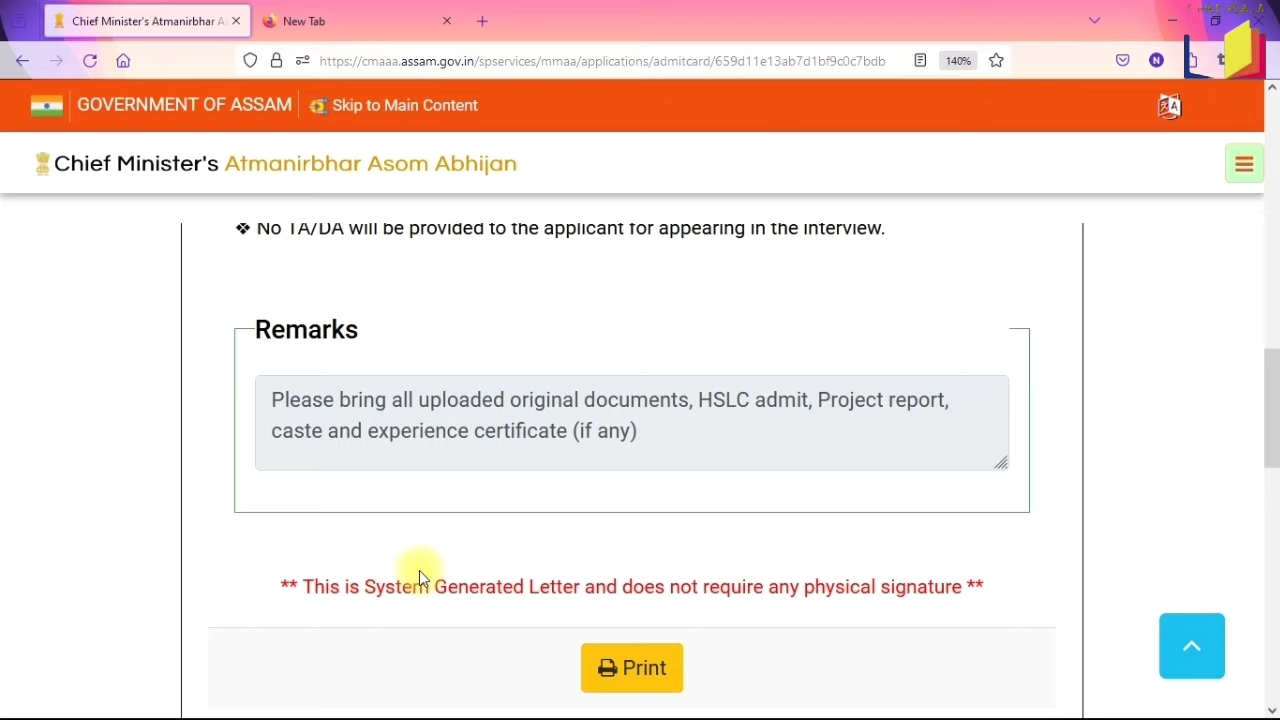 Chief Minister's Atmanirbhar A
New Tab
https://cmaaa.assam.gov.in/spservices/mmaa/applications/admitcard/659d11e13ab7d1bf9c0c7bdb
140%
N
GOVERNMENT OF ASSAM
Skip to Main Content
Chief Minister's Atmanirbhar Asom Abhijan
❖ No TA/DA will be provided to the applicant for appearing in the interview.
Remarks
Please bring all uploaded original documents, HSLC admit, Project report,
caste and experience certificate (if any)
** This is System Generated Letter and does not require any physical signature **
Print